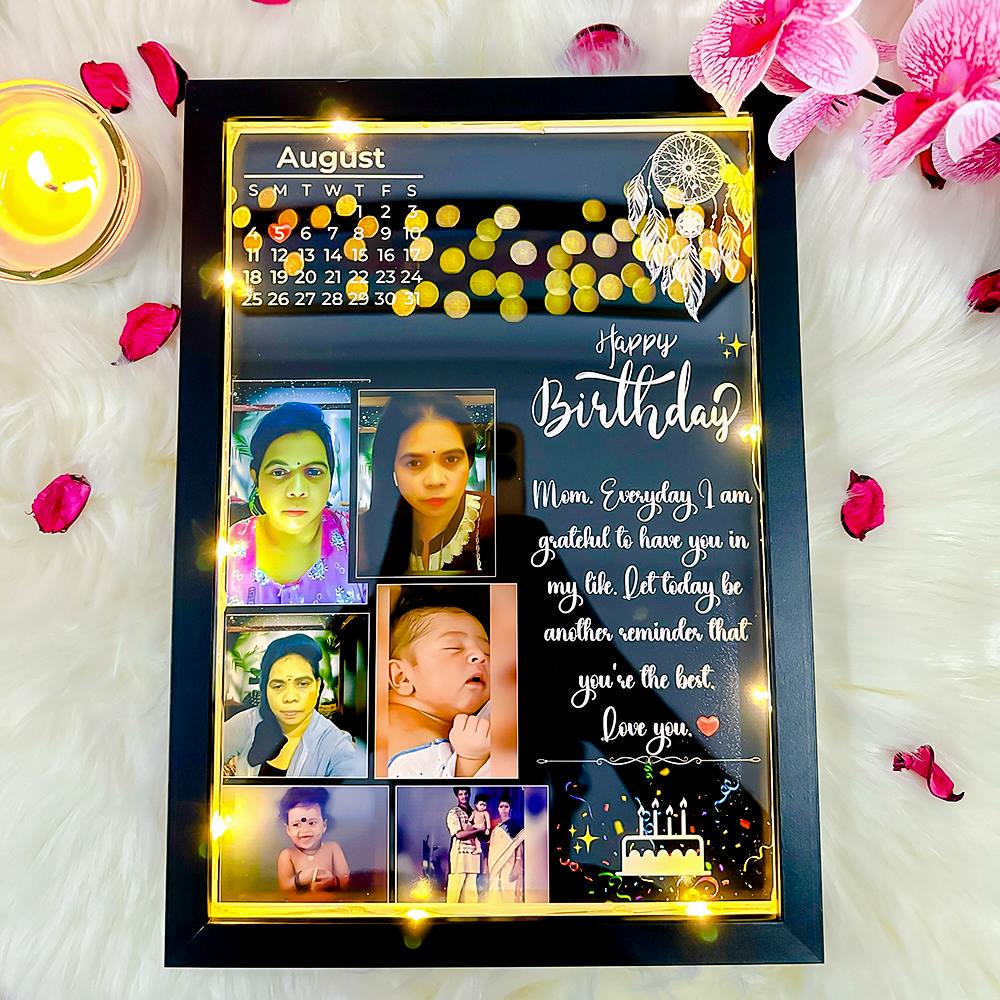 August
S M T W T F S
1 2 3
4 5 6 7 8 9 10
11 12 13 14 15 16 17
18 19 20 21 22 23 24
25 26 27 28 29 30 31
Happy
Birthday
Mom. Everyday I am
grateful to have you in
my life. Let today be
another reminder that
you're the best.
Love you. ❤️